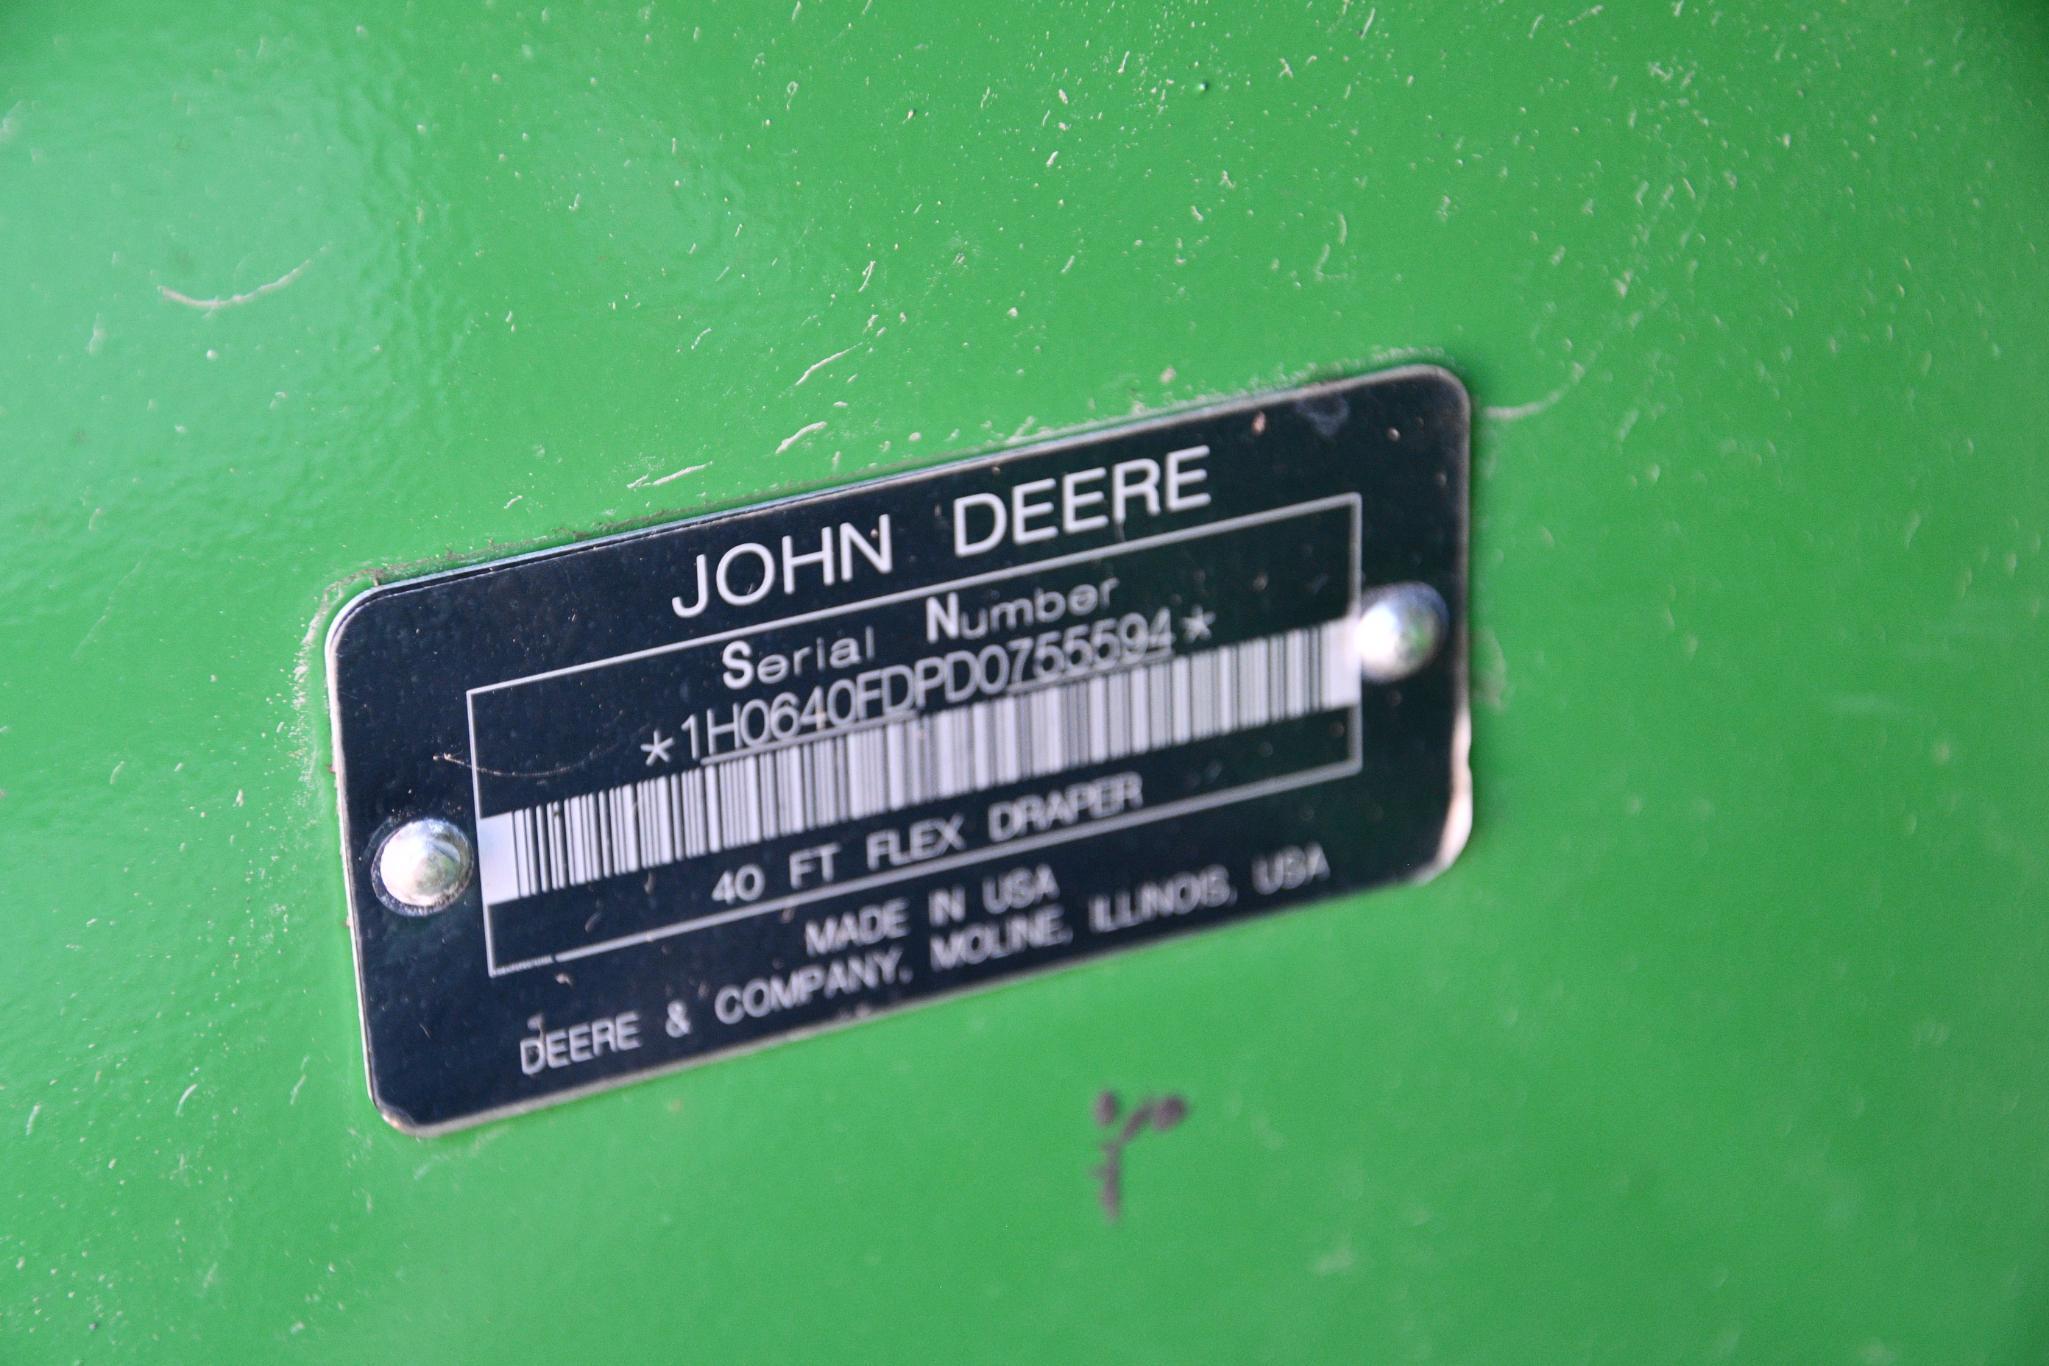 JOHN DEERE
Serial Number
*1H0640FDPD0755594*
40 FT FLEX DRAPER
MADE IN USA
DEERE & COMPANY, MOLINE, ILLINOIS, USA